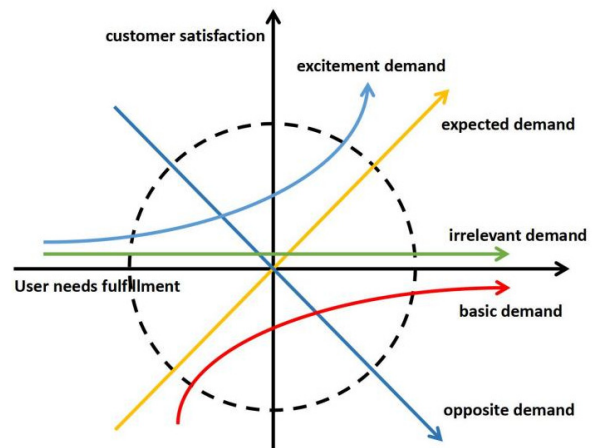 customer satisfaction
excitement demand
expected demand
irrelevant demand
User needs fulfillment
basic demand
opposite demand